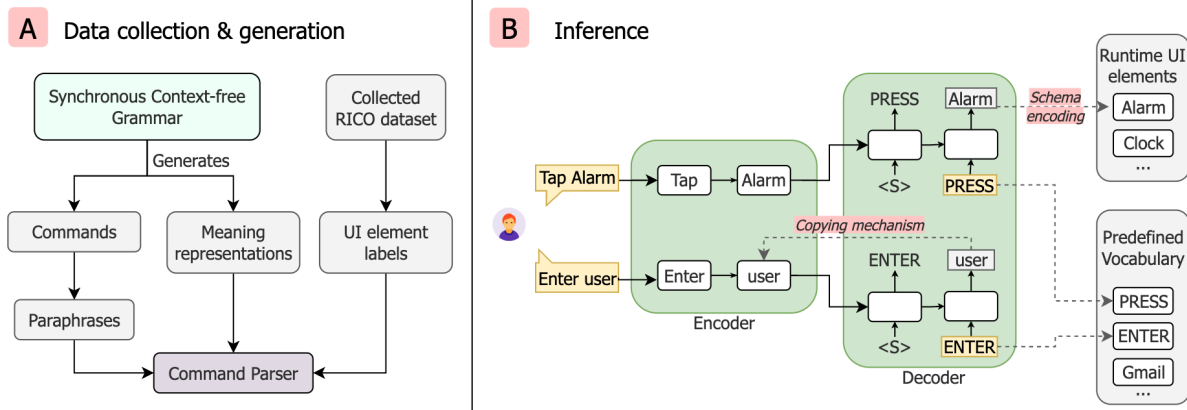 A Data collection & generation
Synchronous Context-free
Grammar
Collected
RICO dataset
Generates
Commands
Meaning
representations
UI element
labels
Paraphrases
Command Parser
B Inference
Tap Alarm
Enter user
Tap
Alarm
Enter
user
Encoder
Copying mechanism
PRESS
Alarm
<S>
PRESS
ENTER
user
<S>
ENTER
Decoder
Schema
encoding
Runtime UI
elements
Alarm
Clock
...
Predefined
Vocabulary
PRESS
ENTER
Gmail
...